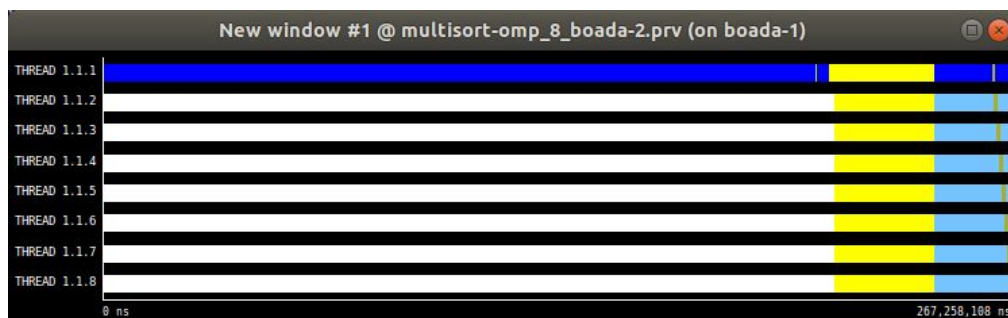 New window #1 @ multisort-omp_8_boada-2.prv (on boada-1)
THREAD 1.1.1
THREAD 1.1.2
THREAD 1.1.3
THREAD 1.1.4
THREAD 1.1.5
THREAD 1.1.6
THREAD 1.1.7
THREAD 1.1.8
0 ns 267,258,108 ns